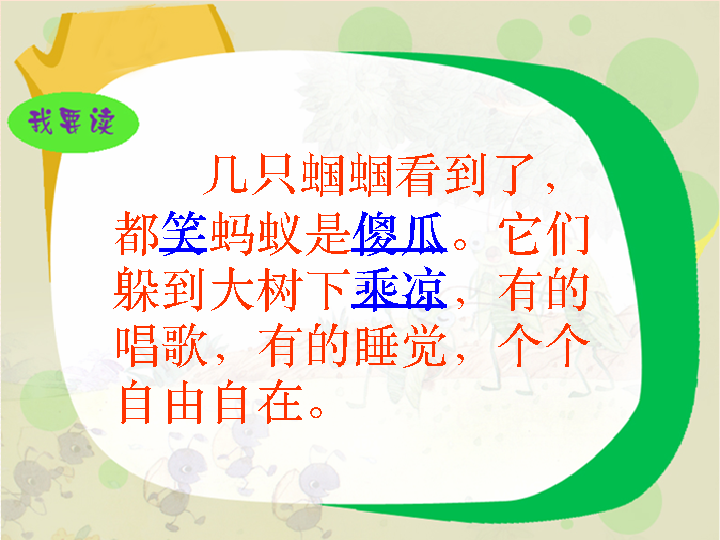 我要读
几只蝈蝈看到了，
都笑蚂蚁是傻瓜。它们
躲到大树下乘凉，有的
唱歌，有的睡觉，个个
自由自在。